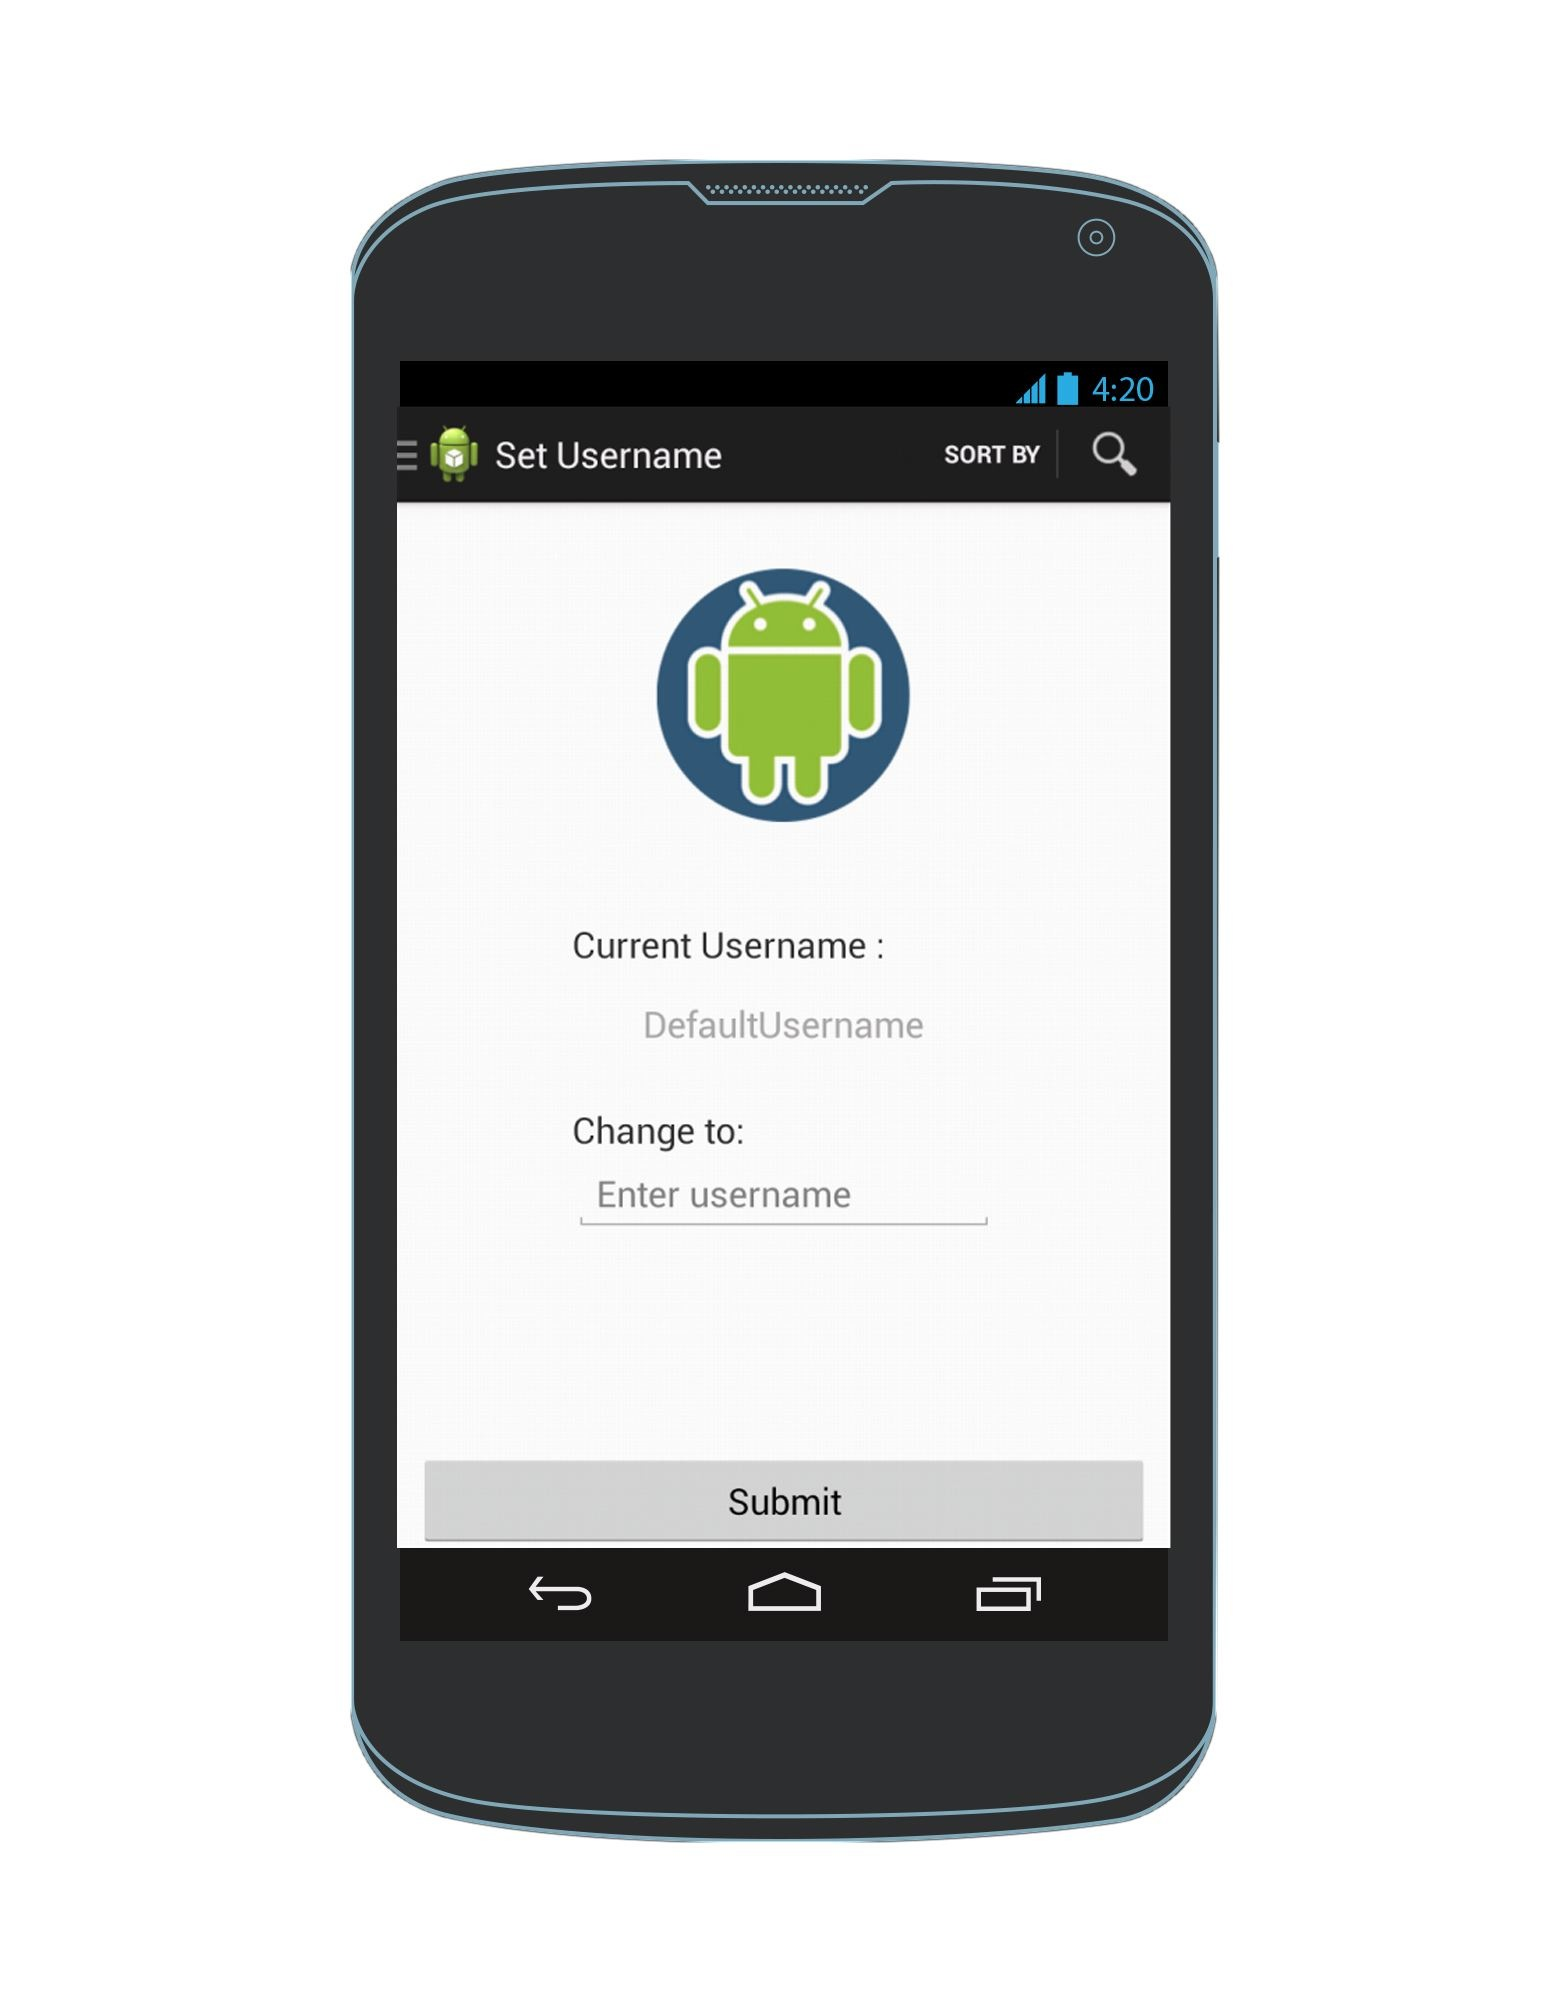 4:20
Set Username SORT BY
Current Username :
DefaultUsername
Change to:
Enter username
Submit